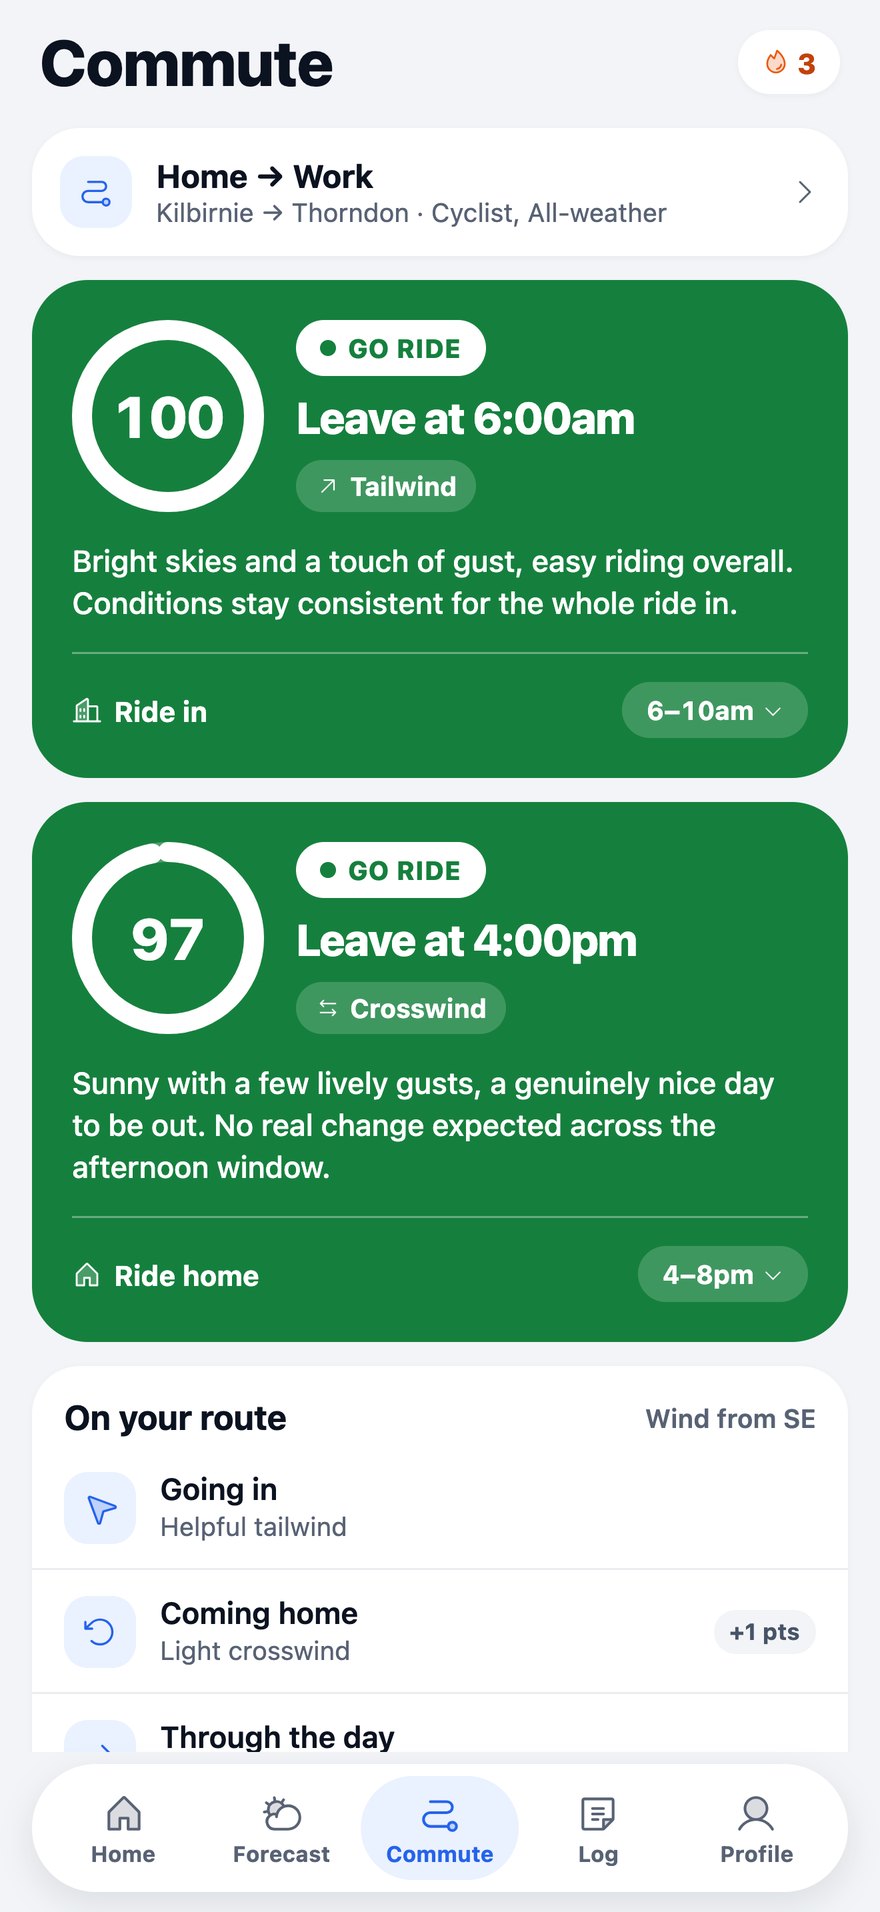 Commute
3
Home → Work
Kilbirnie → Thorndon · Cyclist, All-weather
100
GO RIDE
Leave at 6:00am
Tailwind
Bright skies and a touch of gust, easy riding overall.
Conditions stay consistent for the whole ride in.
Ride in
6–10am
97
GO RIDE
Leave at 4:00pm
Crosswind
Sunny with a few lively gusts, a genuinely nice day
to be out. No real change expected across the
afternoon window.
Ride home
4–8pm
On your route
Wind from SE
Going in
Helpful tailwind
Coming home
Light crosswind
+1 pts
Through the day
Home
Forecast
Commute
Log
Profile